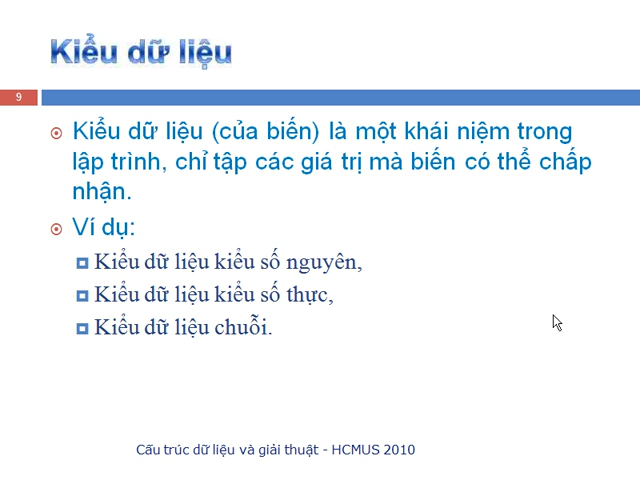 Kiểu dữ liệu
9
Kiểu dữ liệu (của biến) là một khái niệm trong
lập trình, chỉ tập các giá trị mà biến có thể chấp
nhận.
Ví dụ:
Kiểu dữ liệu kiểu số nguyên,
Kiểu dữ liệu kiểu số thực,
Kiểu dữ liệu chuỗi.
Cấu trúc dữ liệu và giải thuật - HCMUS 2010